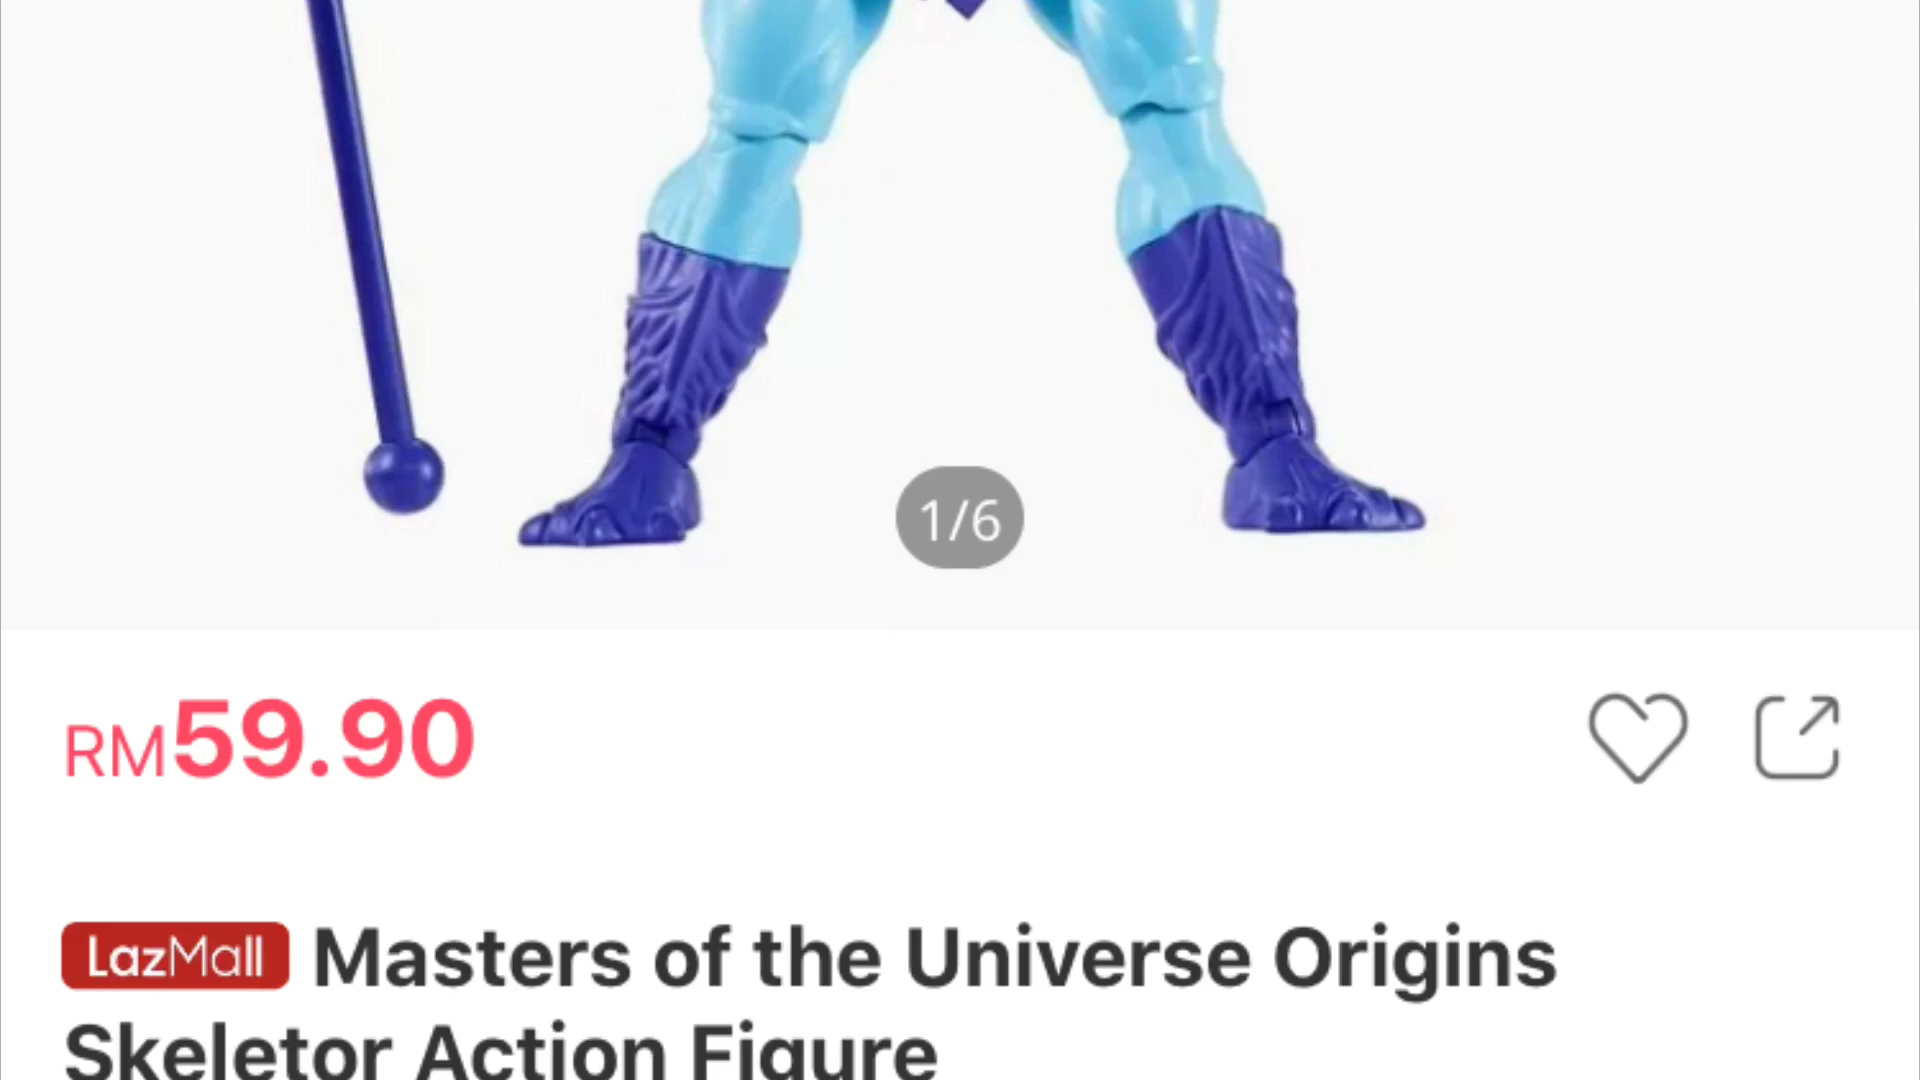 1/6
RM59.90
LazMall Masters of the Universe Origins
Skeletor Action Figure